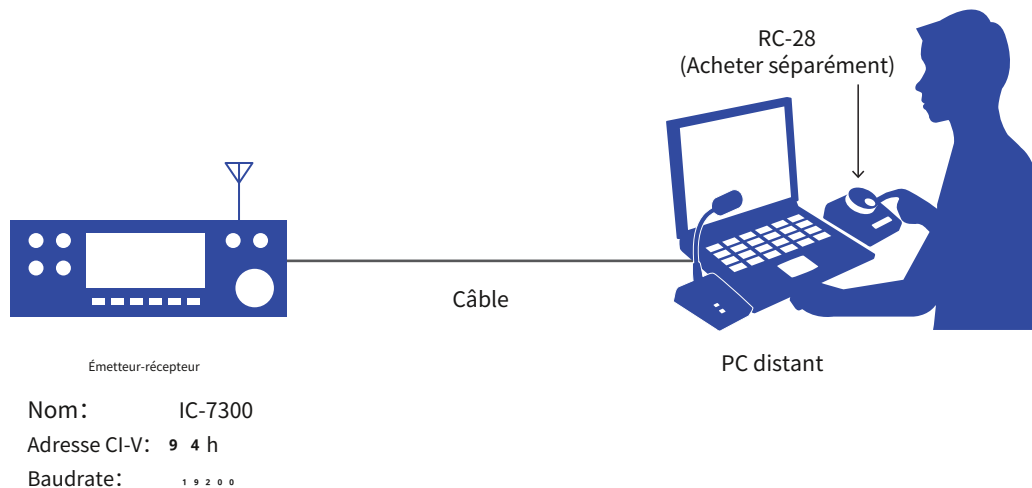 RC-28
(Acheter séparément)
Câble
PC distant
Émetteur-récepteur
Nom: IC-7300
Adresse CI-V: 94h
Baudrate: 19200